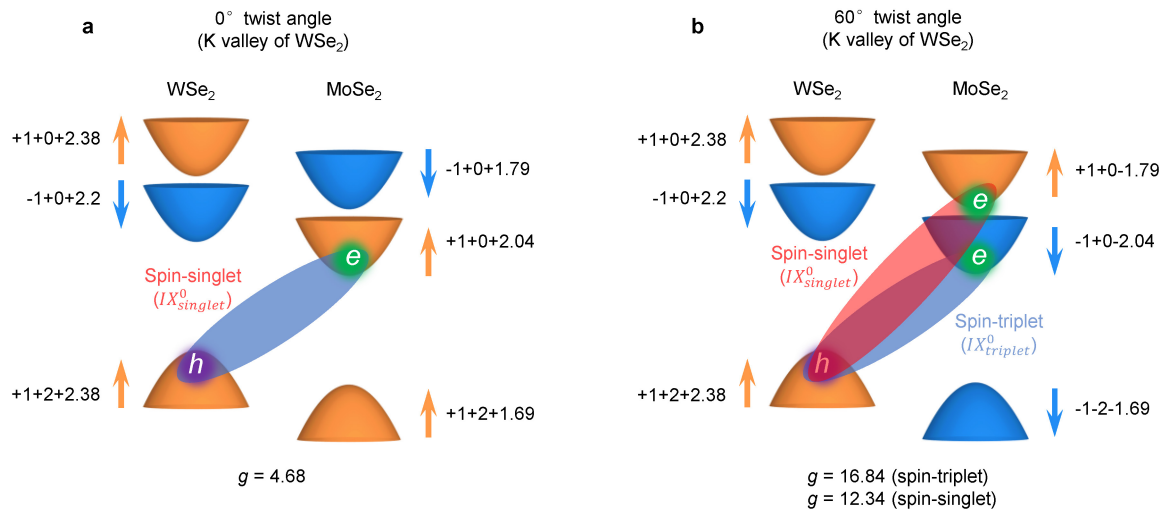 a
0° twist angle
(K valley of WSe₂)
WSe₂
MoSe₂
+1+0+2.38
-1+0+2.2
-1+0+1.79
+1+0+2.04
e
Spin-singlet
(IX⁰singlet)
h
+1+2+2.38
+1+2+1.69
g = 4.68
b
60° twist angle
(K valley of WSe₂)
WSe₂
MoSe₂
+1+0+2.38
-1+0+2.2
+1+0-1.79
-1+0-2.04
e
e
Spin-singlet
(IX⁰singlet)
Spin-triplet
(IX⁰triplet)
h
+1+2+2.38
-1-2-1.69
g = 16.84 (spin-triplet)
g = 12.34 (spin-singlet)